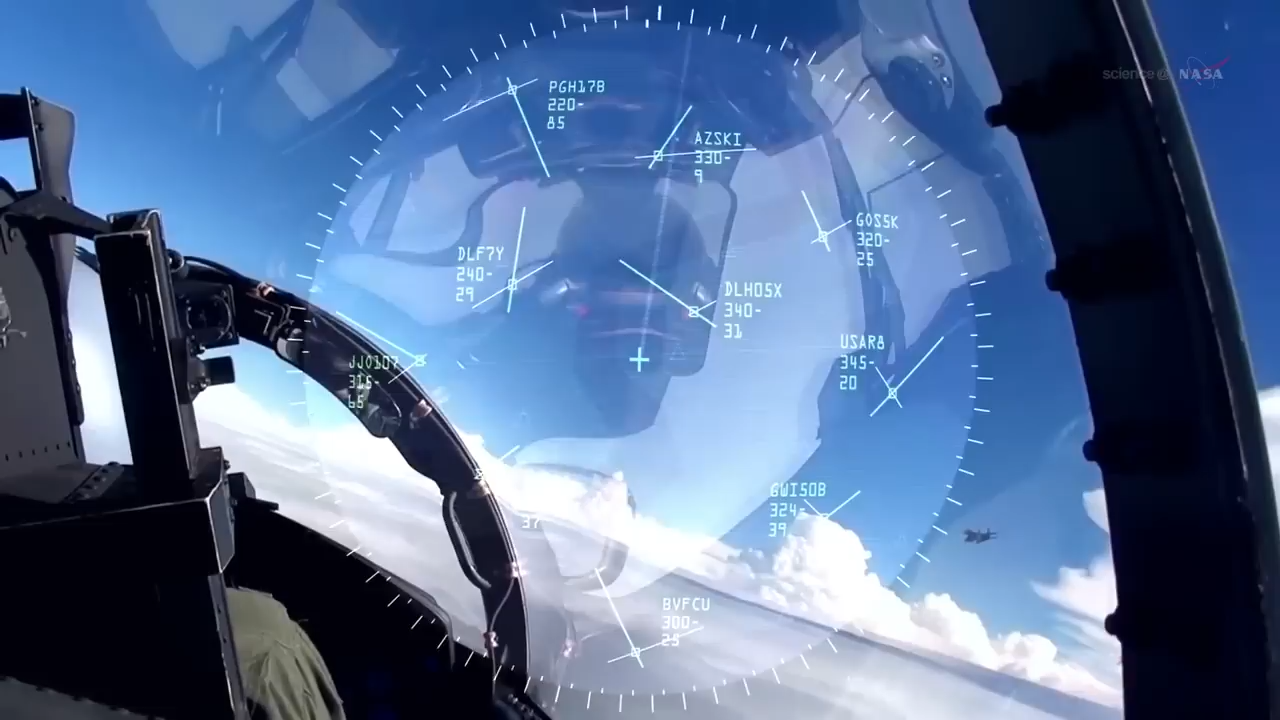 science@ NASA
PGH17B
220-
85
AZSKI
330-
9
GOS5K
320-
25
DLF7Y
240-
29
DLH05X
340-
31
USAR8
345-
20
JJ0107
315-
65
GWI50B
324-
39
37
BVFCU
300-
25